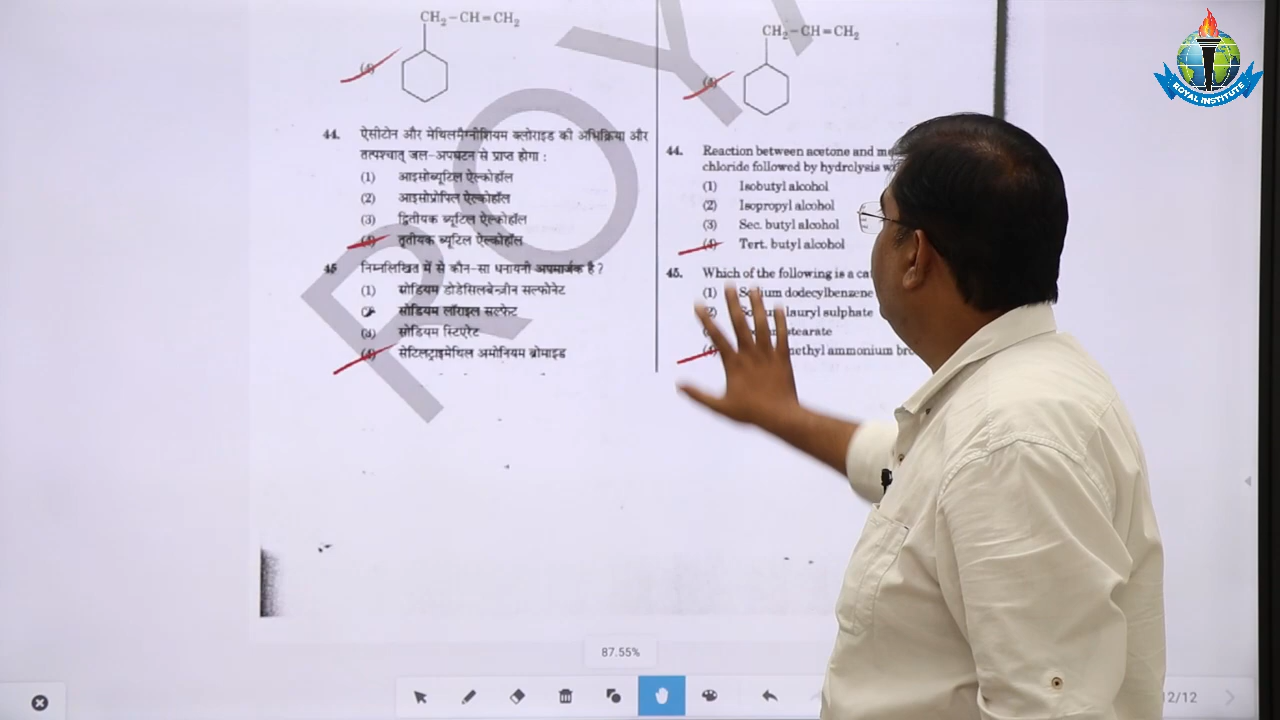 CH₂–CH=CH₂
(4)
44. ऐसीटोन और मेथिलमैग्नीशियम क्लोराइड की अभिक्रिया और
तत्पश्चात् जल-अपघटन से प्राप्त होगा :
(1) आइसोब्यूटिल ऐल्कोहॉल
(2) आइसोप्रोपिल ऐल्कोहॉल
(3) द्वितीयक ब्यूटिल ऐल्कोहॉल
(4) तृतीयक ब्यूटिल ऐल्कोहॉल
45 निम्नलिखित में से कौन-सा धनायनी अपमार्जक है ?
(1) सोडियम डोडेसिलबेन्ज़ीन सल्फोनेट
सोडियम लॉराइल सल्फेट
(3) सोडियम स्टिऐरेट
(4) सेटिलट्राइमेथिल अमोनियम ब्रोमाइड
CH₂–CH=CH₂
(4)
44. Reaction between acetone and me
chloride followed by hydrolysis w
(1) Isobutyl alcohol
(2) Isopropyl alcohol
(3) Sec. butyl alcohol
(4) Tert. butyl alcohol
45. Which of the following is a ca
(1) dodecylbenzene
(2) lauryl sulphate
stearate
methyl ammonium bro
ROY
ROYAL INSTITUTE
87.55%
2/12